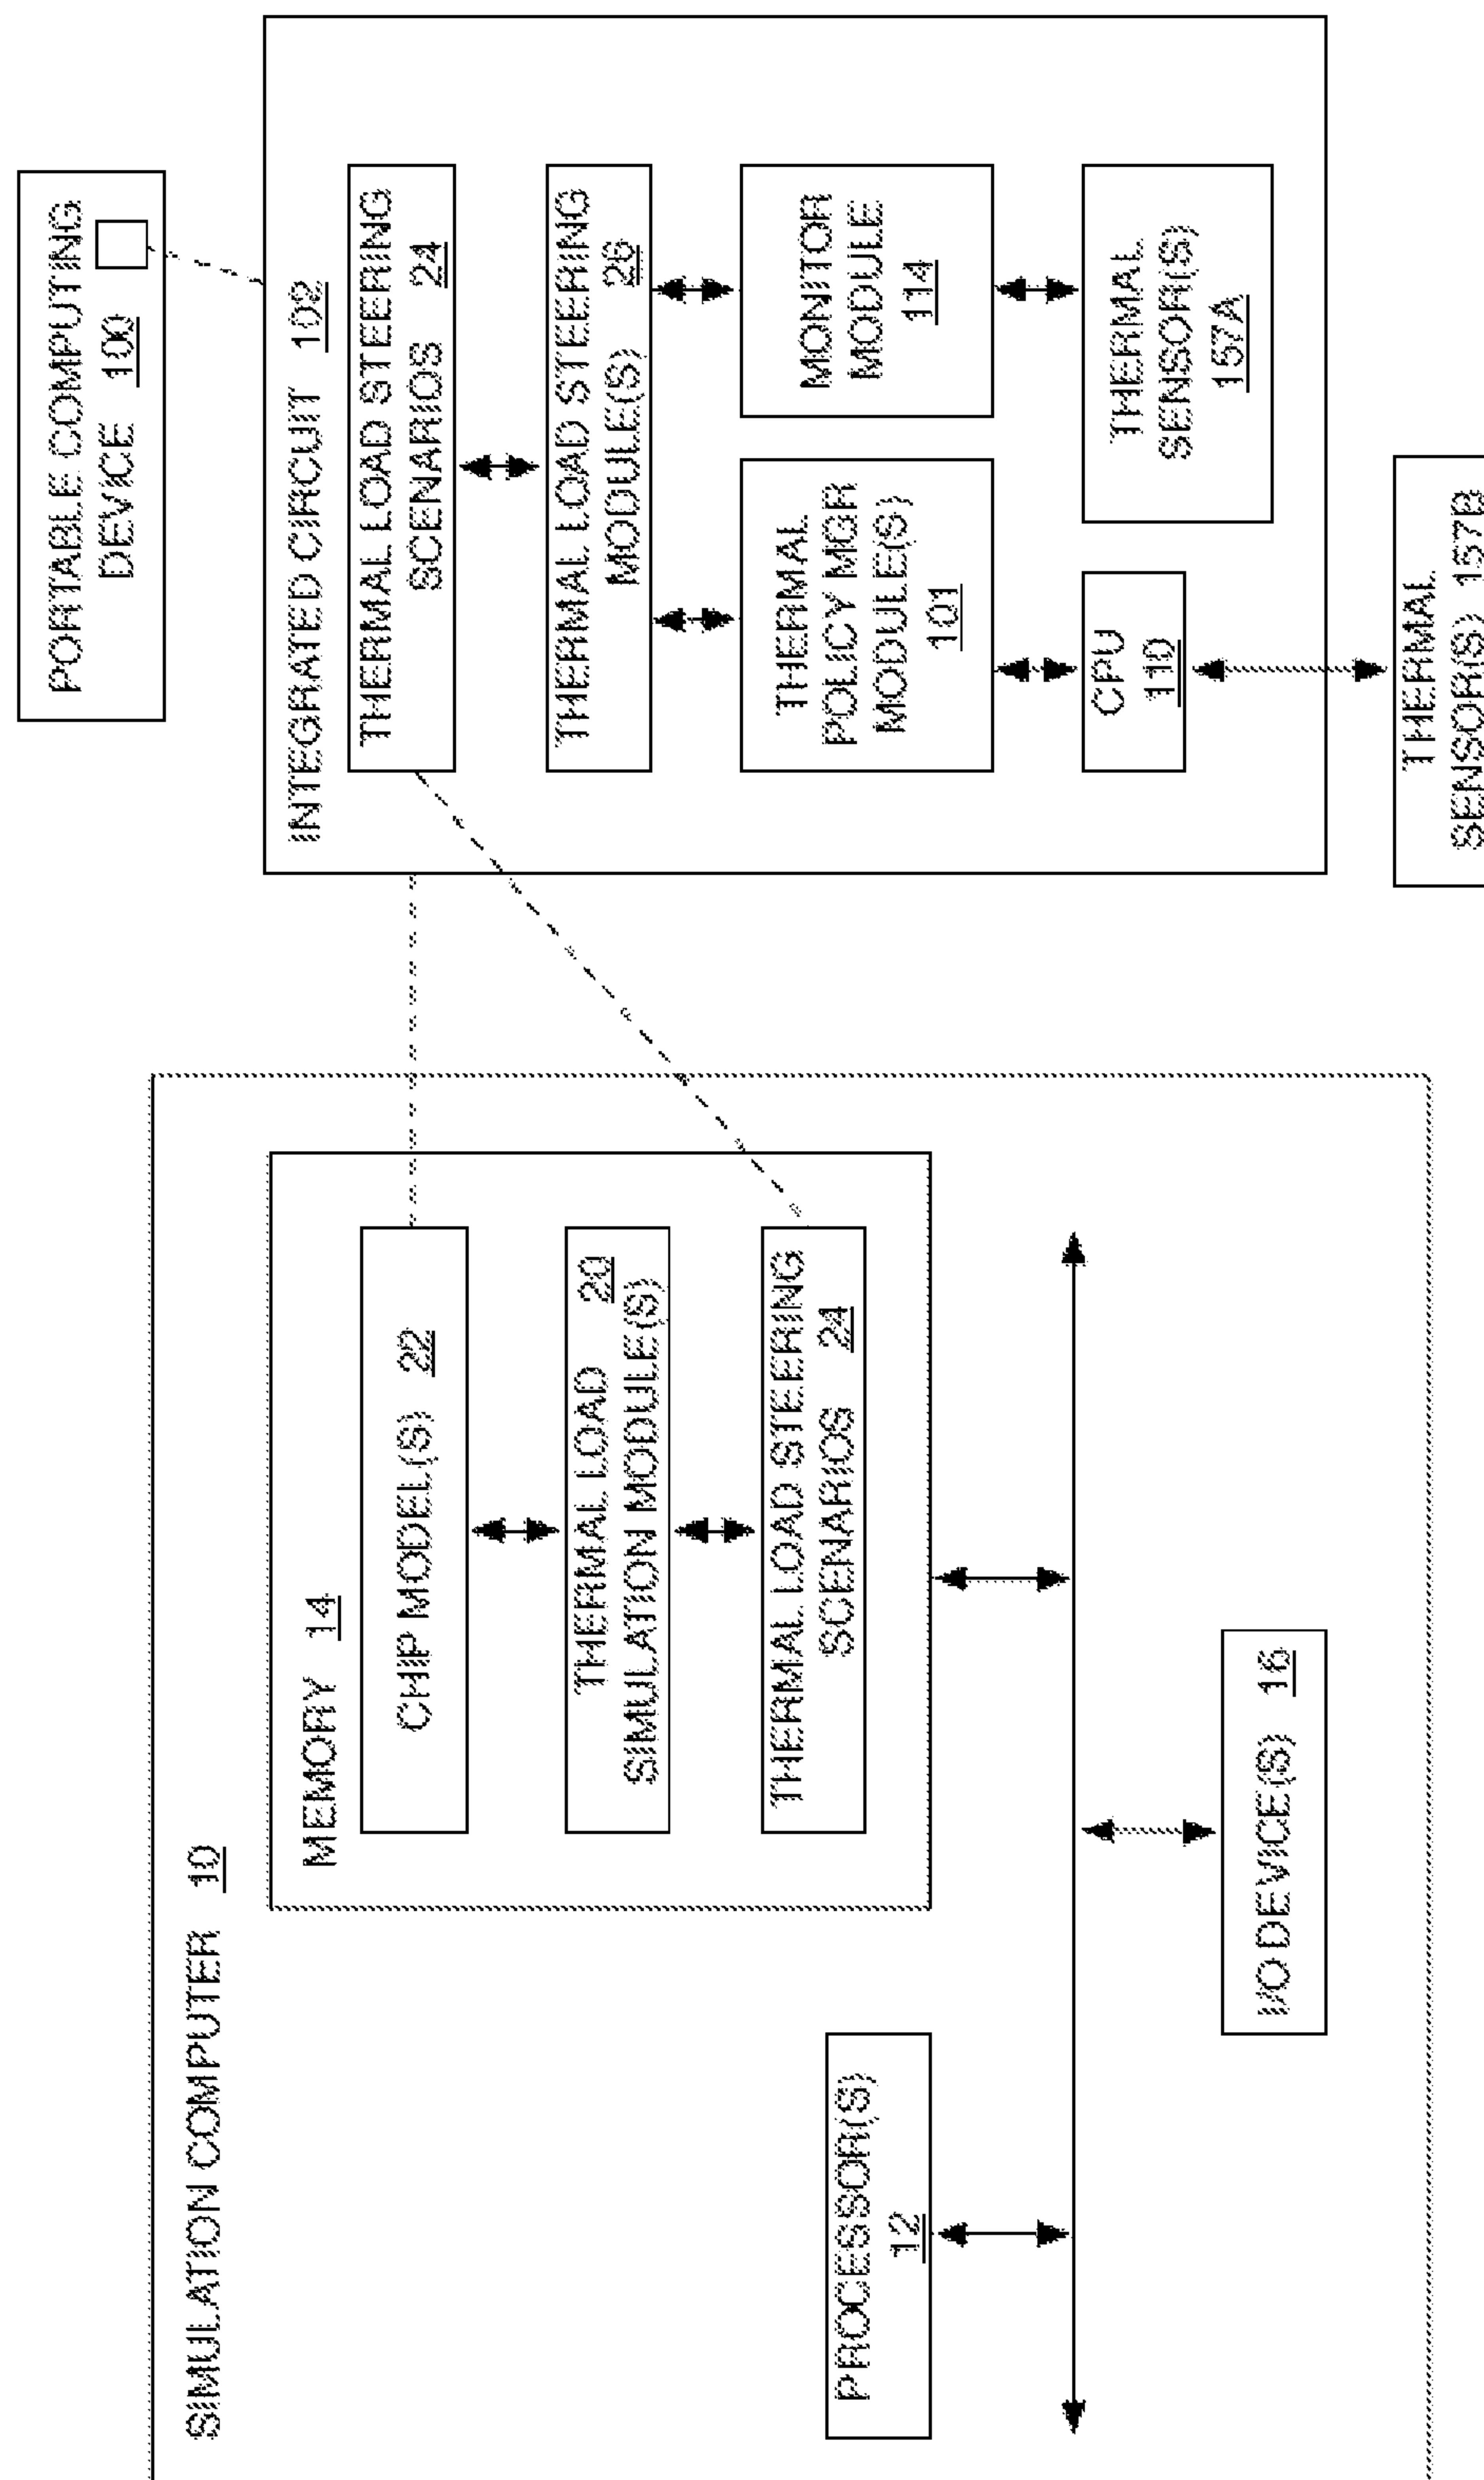 SIMULATION COMPUTER 10
MEMORY 14
CHIP MODEL(S) 22
THERMAL LOAD 20
SIMULATION MODULE(S)
THERMAL LOAD STEERING
SCENARIOS 24
PROCESSOR(S)
12
I/O DEVICE(S) 16
PORTABLE COMPUTING
DEVICE 100
INTEGRATED CIRCUIT 102
THERMAL LOAD STEERING
SCENARIOS 24
THERMAL LOAD STEERING
MODULE(S) 26
THERMAL
POLICY MGR
MODULE(S)
101
MONITOR
MODULE
114
CPU
110
THERMAL
SENSOR(S)
157A
THERMAL
SENSOR(S) 157B